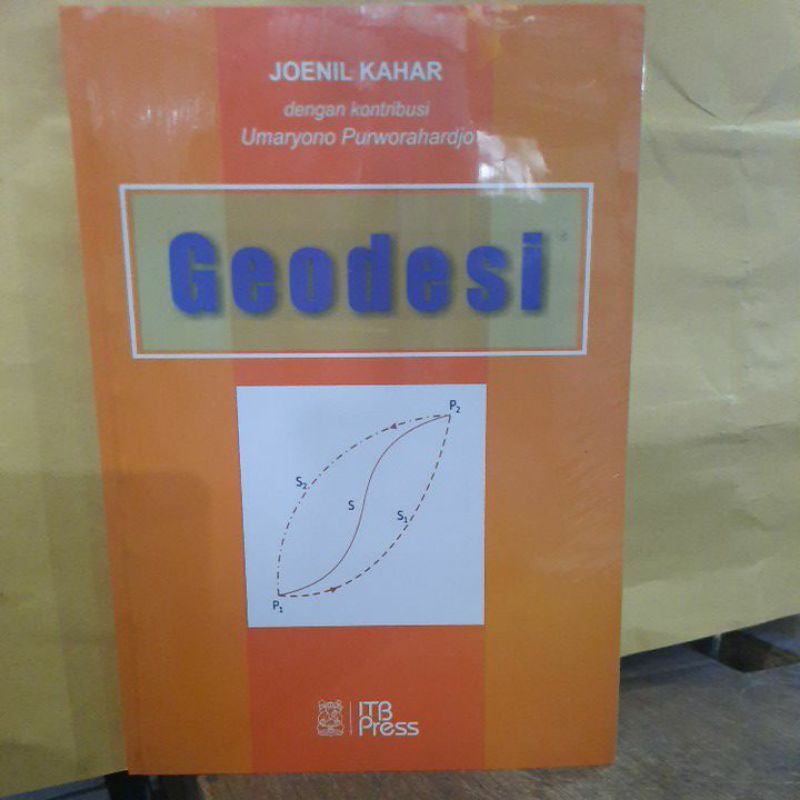 JOENIL KAHAR
dengan kontribusi
Umaryono Purworahardjo
Geodesi
P₂
S₂
S
S₁
P₁
ITB
Press